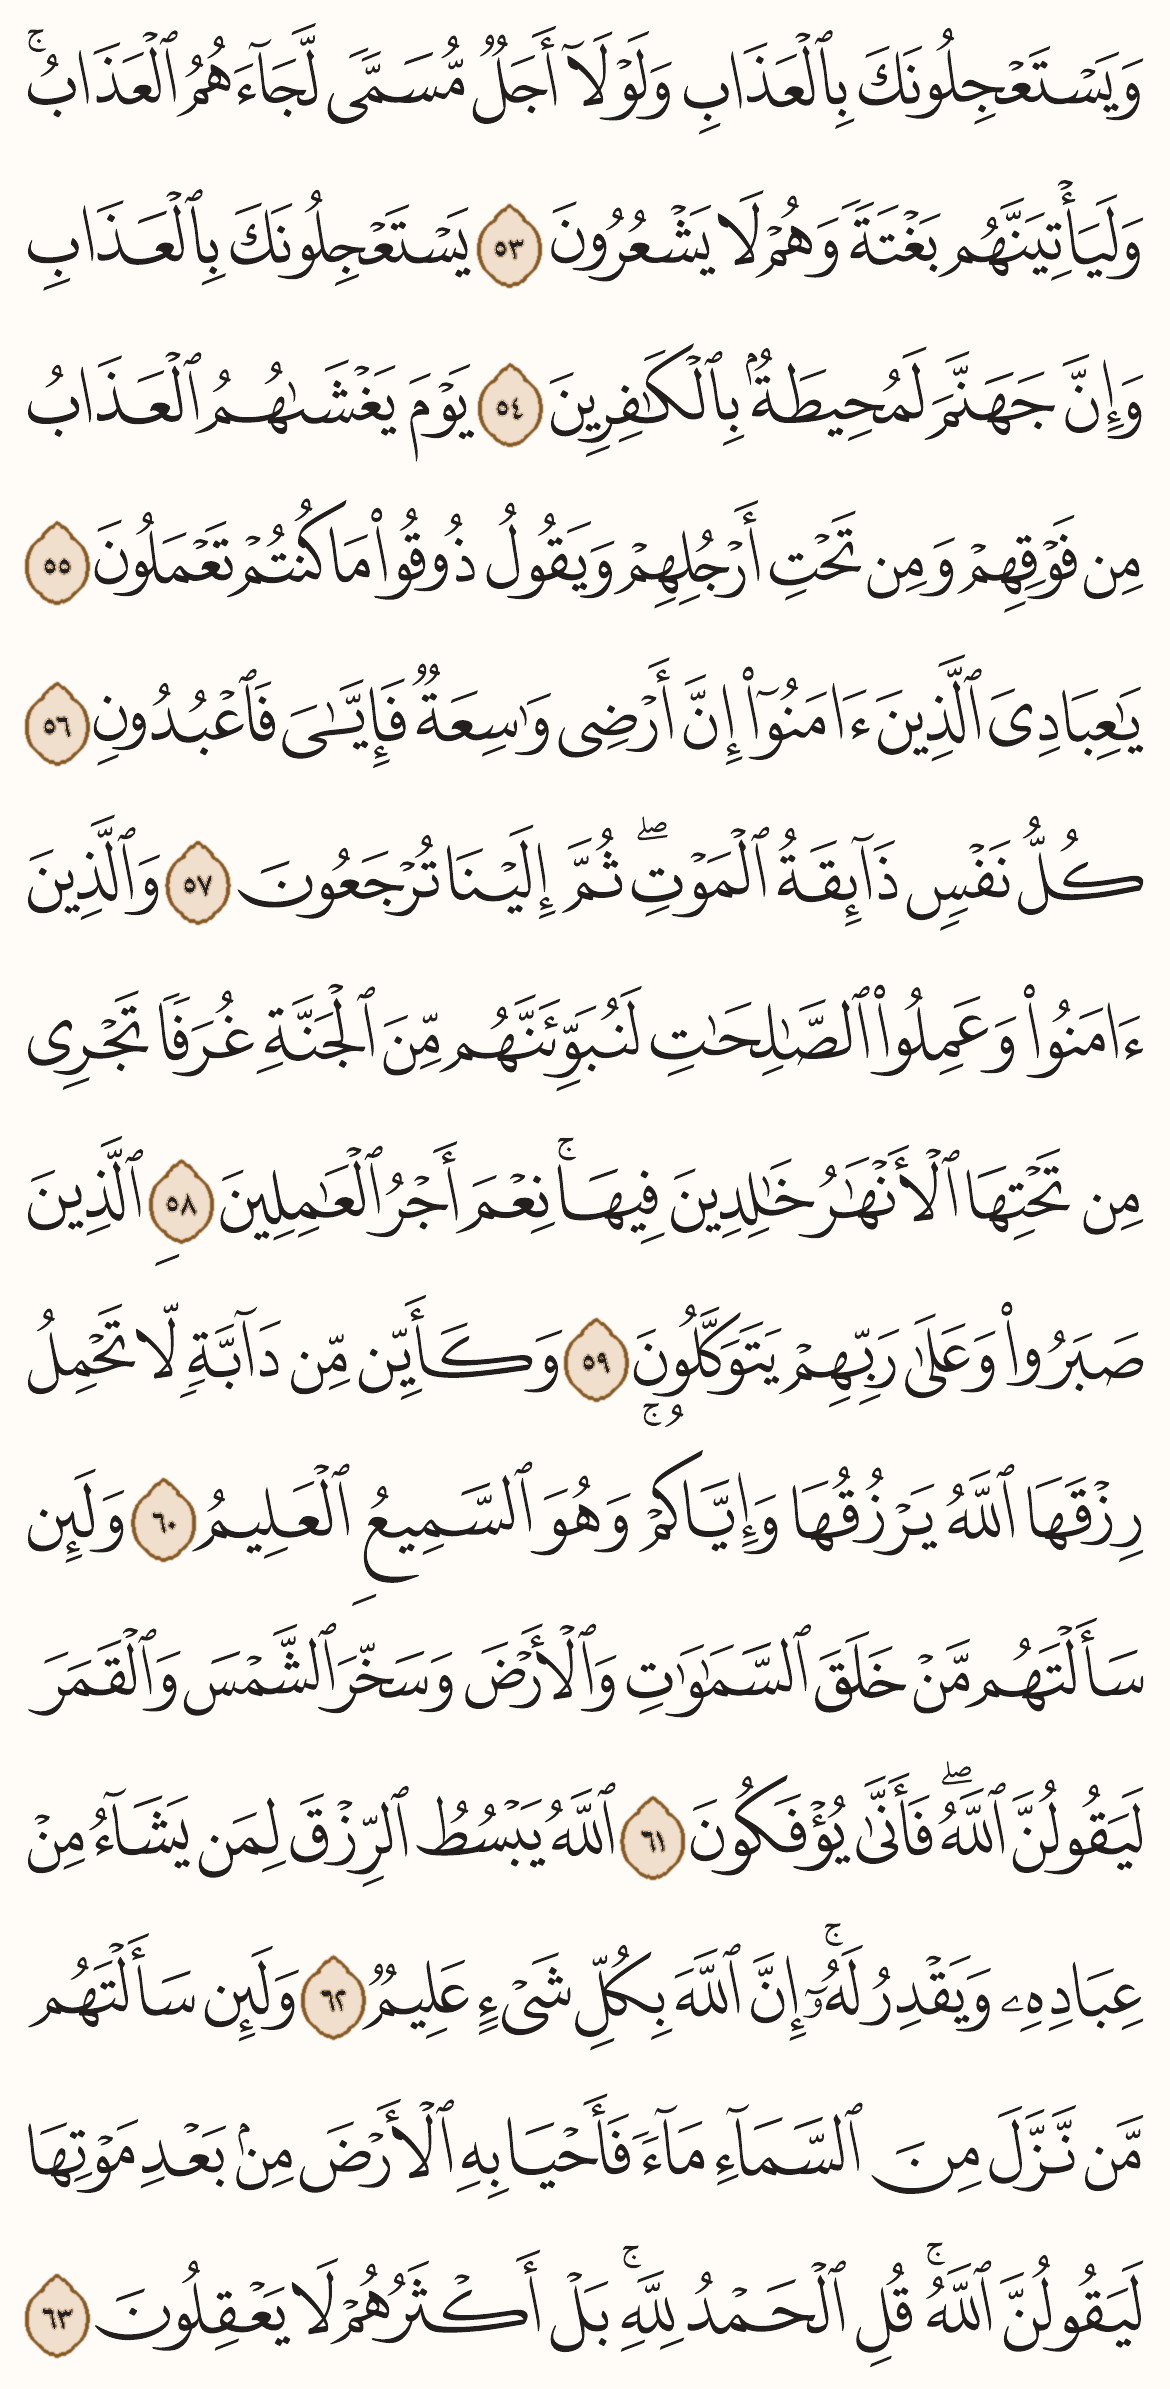 وَيَسْتَعْجِلُونَكَ بِٱلْعَذَابِ وَلَوْلَآ أَجَلٌ مُّسَمًّى لَّجَآءَهُمُ ٱلْعَذَابُۚ
وَلَيَأْتِيَنَّهُم بَغْتَةً وَهُمْ لَا يَشْعُرُونَ ٥٣ يَسْتَعْجِلُونَكَ بِٱلْعَذَابِ
وَإِنَّ جَهَنَّمَ لَمُحِيطَةٌۢ بِٱلْكَٰفِرِينَ ٥٤ يَوْمَ يَغْشَىٰهُمُ ٱلْعَذَابُ
مِن فَوْقِهِمْ وَمِن تَحْتِ أَرْجُلِهِمْ وَيَقُولُ ذُوقُوا۟ مَا كُنتُمْ تَعْمَلُونَ ٥٥
يَٰعِبَادِىَ ٱلَّذِينَ ءَامَنُوٓا۟ إِنَّ أَرْضِى وَٰسِعَةٌ فَإِيَّٰىَ فَٱعْبُدُونِ ٥٦
كُلُّ نَفْسٍ ذَآئِقَةُ ٱلْمَوْتِۖ ثُمَّ إِلَيْنَا تُرْجَعُونَ ٥٧ وَٱلَّذِينَ
ءَامَنُوا۟ وَعَمِلُوا۟ ٱلصَّٰلِحَٰتِ لَنُبَوِّئَنَّهُم مِّنَ ٱلْجَنَّةِ غُرَفًا تَجْرِى
مِن تَحْتِهَا ٱلْأَنْهَٰرُ خَٰلِدِينَ فِيهَاۚ نِعْمَ أَجْرُ ٱلْعَٰمِلِينَ ٥٨ ٱلَّذِينَ
صَبَرُوا۟ وَعَلَىٰ رَبِّهِمْ يَتَوَكَّلُونَ ٥٩ وَكَأَيِّن مِّن دَآبَّةٍ لَّا تَحْمِلُ
رِزْقَهَا ٱللَّهُ يَرْزُقُهَا وَإِيَّاكُمْۚ وَهُوَ ٱلسَّمِيعُ ٱلْعَلِيمُ ٦٠ وَلَئِن
سَأَلْتَهُم مَّنْ خَلَقَ ٱلسَّمَٰوَٰتِ وَٱلْأَرْضَ وَسَخَّرَ ٱلشَّمْسَ وَٱلْقَمَرَ
لَيَقُولُنَّ ٱللَّهُۖ فَأَنَّىٰ يُؤْفَكُونَ ٦١ ٱللَّهُ يَبْسُطُ ٱلرِّزْقَ لِمَن يَشَآءُ مِنْ
عِبَادِهِۦ وَيَقْدِرُ لَهُۥٓۚ إِنَّ ٱللَّهَ بِكُلِّ شَىْءٍ عَلِيمٌ ٦٢ وَلَئِن سَأَلْتَهُم
مَّن نَّزَّلَ مِنَ ٱلسَّمَآءِ مَآءً فَأَحْيَا بِهِ ٱلْأَرْضَ مِنۢ بَعْدِ مَوْتِهَا
لَيَقُولُنَّ ٱللَّهُۚ قُلِ ٱلْحَمْدُ لِلَّهِۚ بَلْ أَكْثَرُهُمْ لَا يَعْقِلُونَ ٦٣